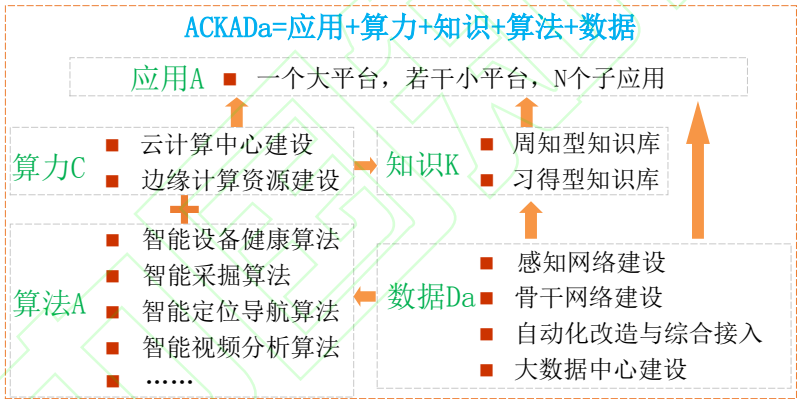 ACKADa=应用+算力+知识+算法+数据
应用A ■ 一个大平台，若干小平台，N个子应用
算力C
■ 云计算中心建设
■ 边缘计算资源建设
知识K
■ 周知型知识库
■ 习得型知识库
算法A
■ 智能设备健康算法
■ 智能采掘算法
■ 智能定位导航算法
■ 智能视频分析算法
■ ……
数据Da
■ 感知网络建设
■ 骨干网络建设
■ 自动化改造与综合接入
■ 大数据中心建设